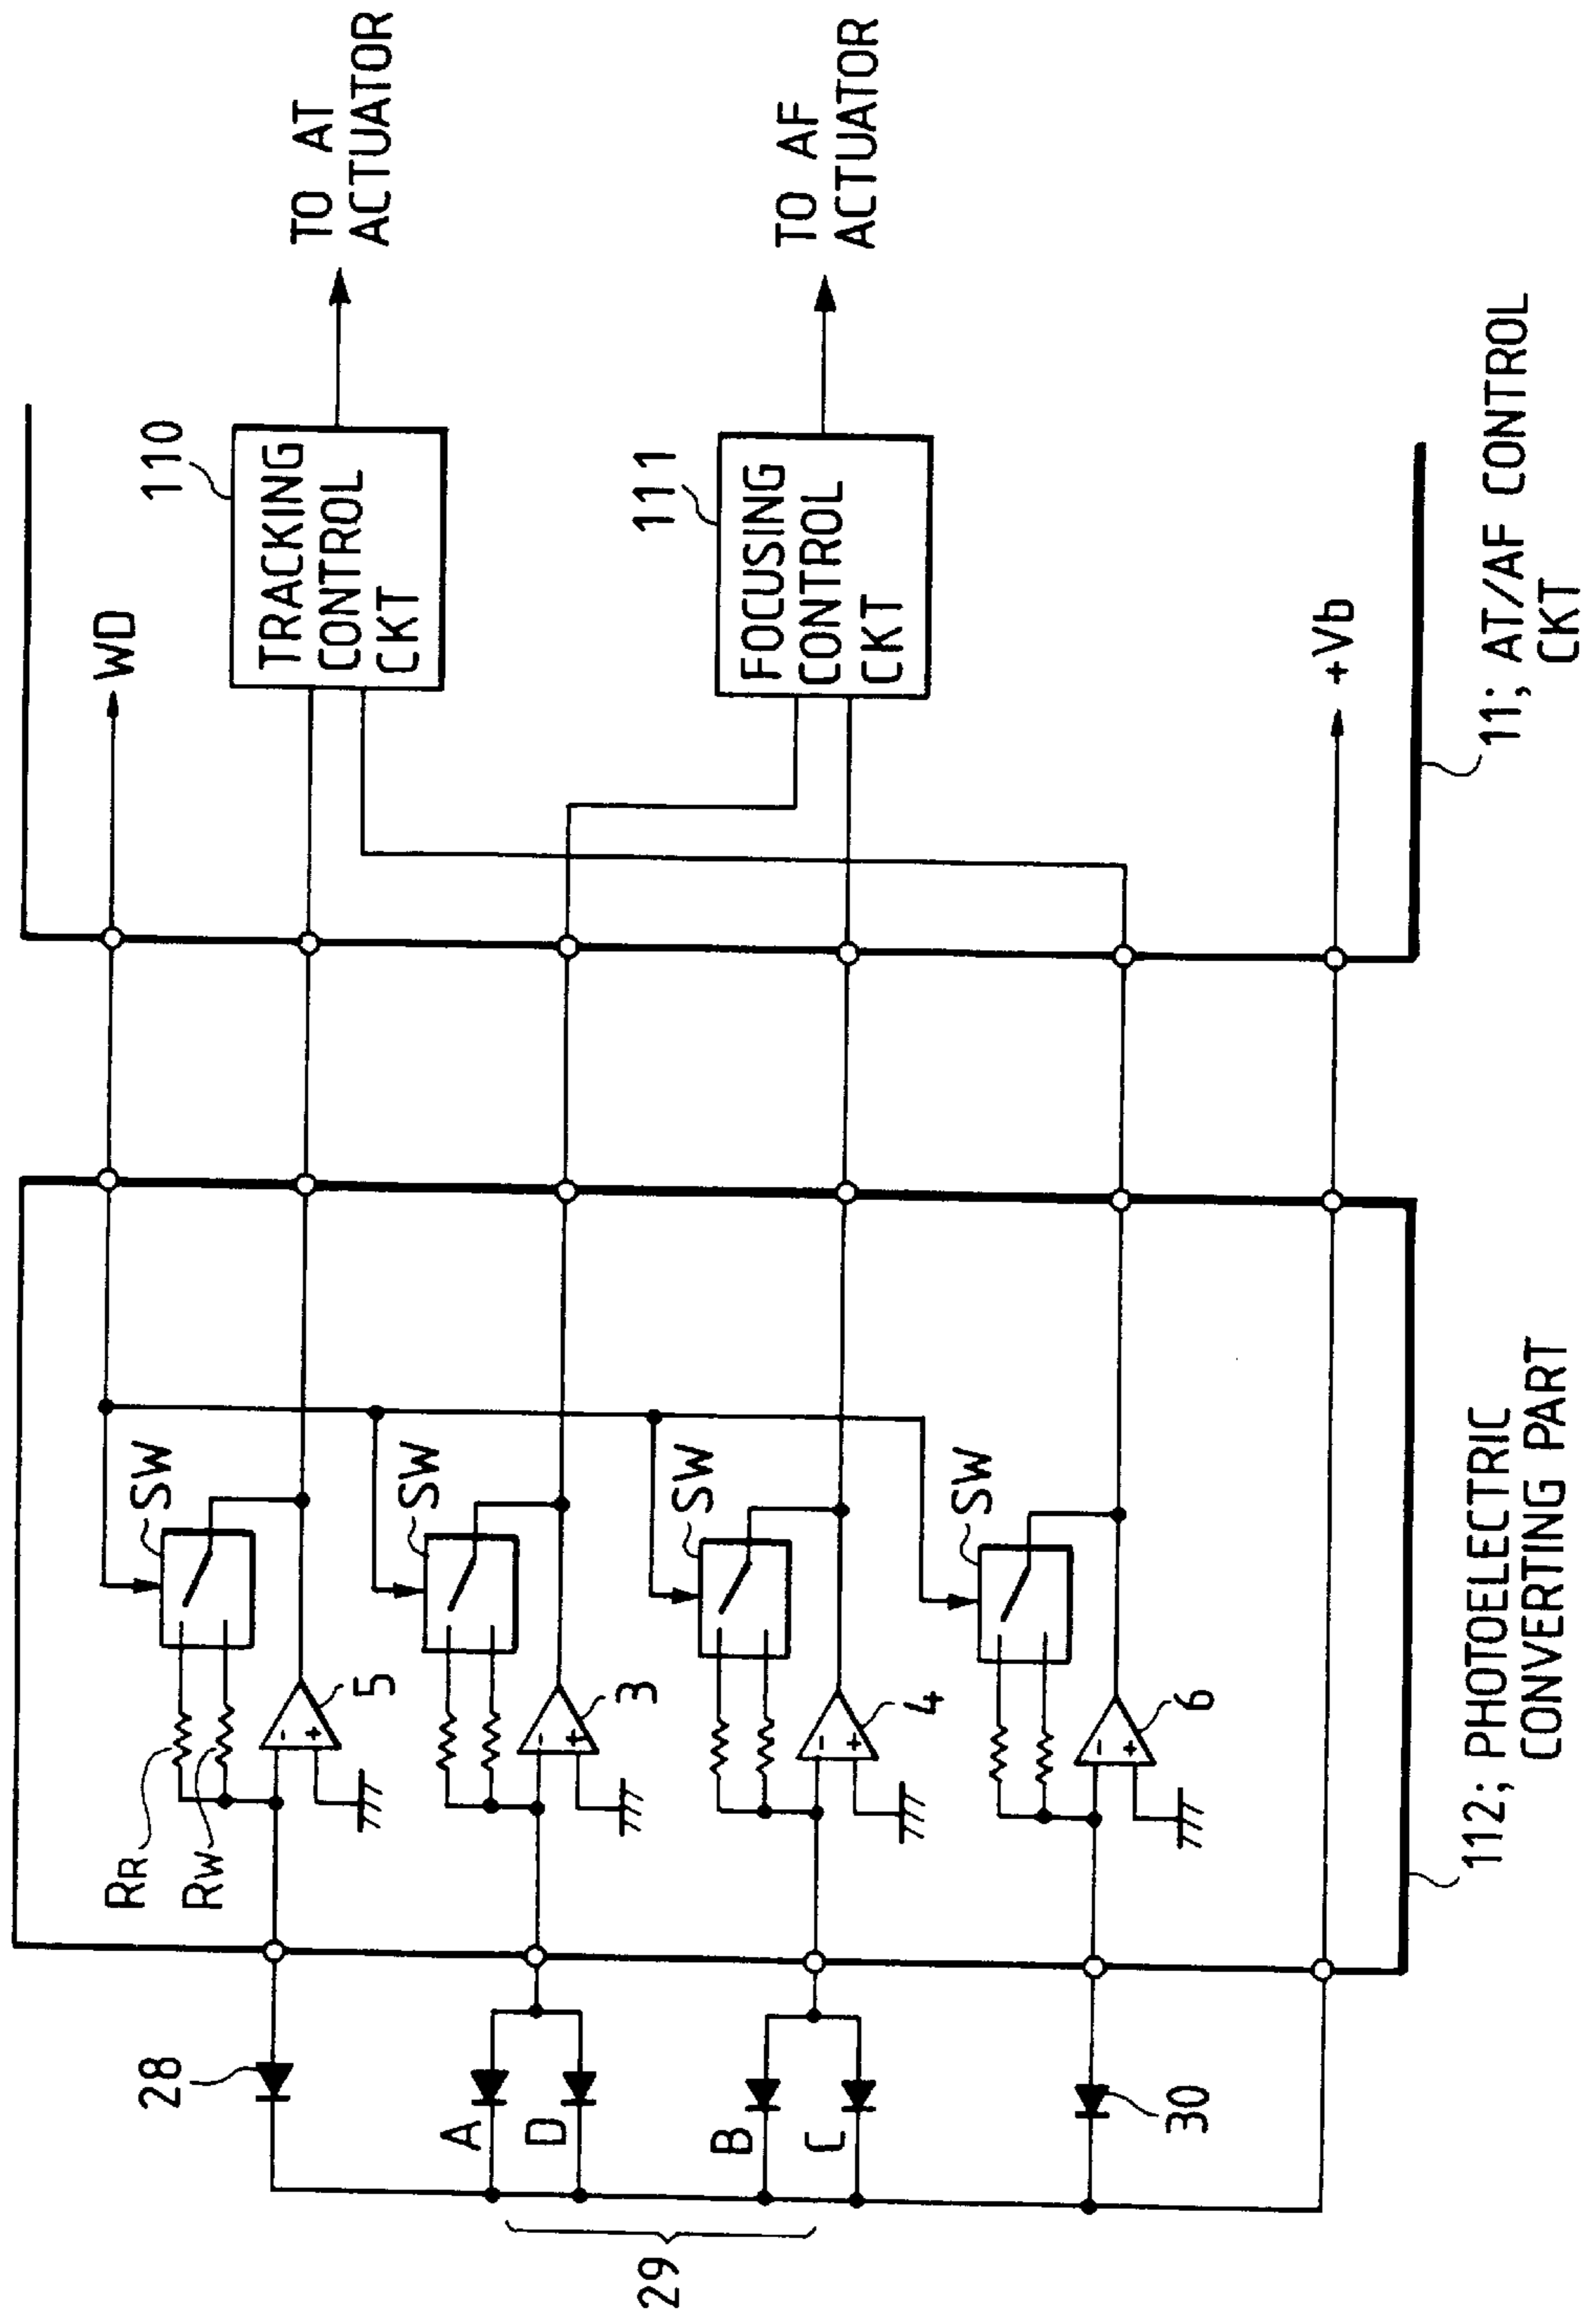 WD
110
TRACKING
CONTROL
CKT
TO AT
ACTUATOR
111
FOCUSING
CONTROL
CKT
TO AF
ACTUATOR
+Vb
11; AT/AF CONTROL
CKT
RR
RW
SW
5
SW
3
SW
4
SW
6
-
+
-
+
-
+
-
+
112; PHOTOELECTRIC
CONVERTING PART
28
A
D
B
C
29
30